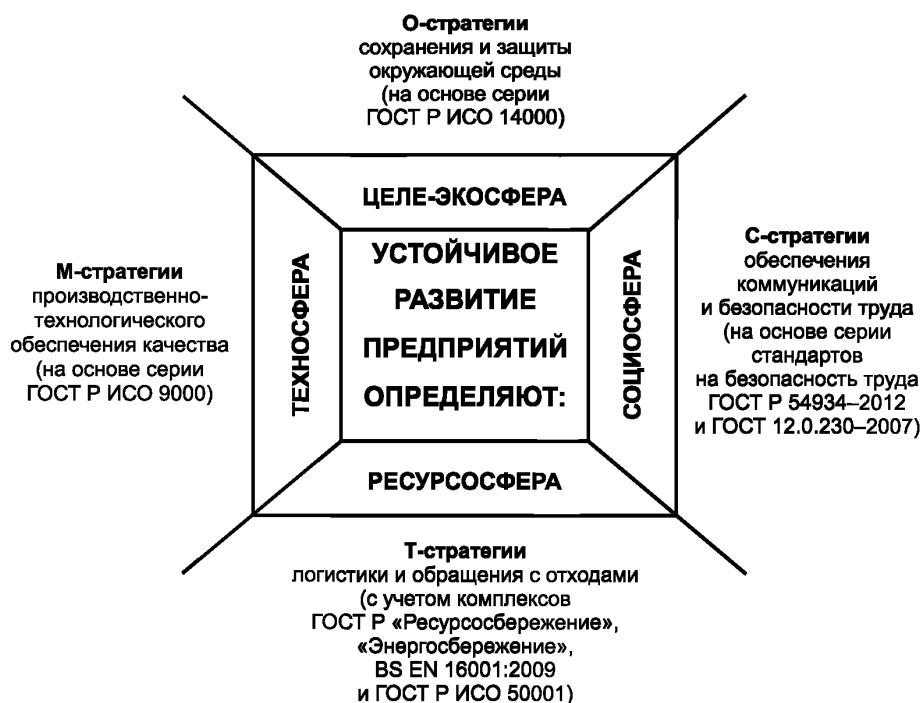 О-стратегии
сохранения и защиты
окружающей среды
(на основе серии
ГОСТ Р ИСО 14000)
ЦЕЛЕ-ЭКОСФЕРА
М-стратегии
производственно-
технологического
обеспечения качества
(на основе серии
ГОСТ Р ИСО 9000)
ТЕХНОСФЕРА
УСТОЙЧИВОЕ
РАЗВИТИЕ
ПРЕДПРИЯТИЙ
ОПРЕДЕЛЯЮТ:
СОЦИОСФЕРА
С-стратегии
обеспечения
коммуникаций
и безопасности труда
(на основе серии
стандартов
на безопасность труда
ГОСТ Р 54934–2012
и ГОСТ 12.0.230–2007)
РЕСУРСОСФЕРА
Т-стратегии
логистики и обращения с отходами
(с учетом комплексов
ГОСТ Р «Ресурсосбережение»,
«Энергосбережение»,
BS EN 16001:2009
и ГОСТ Р ИСО 50001)